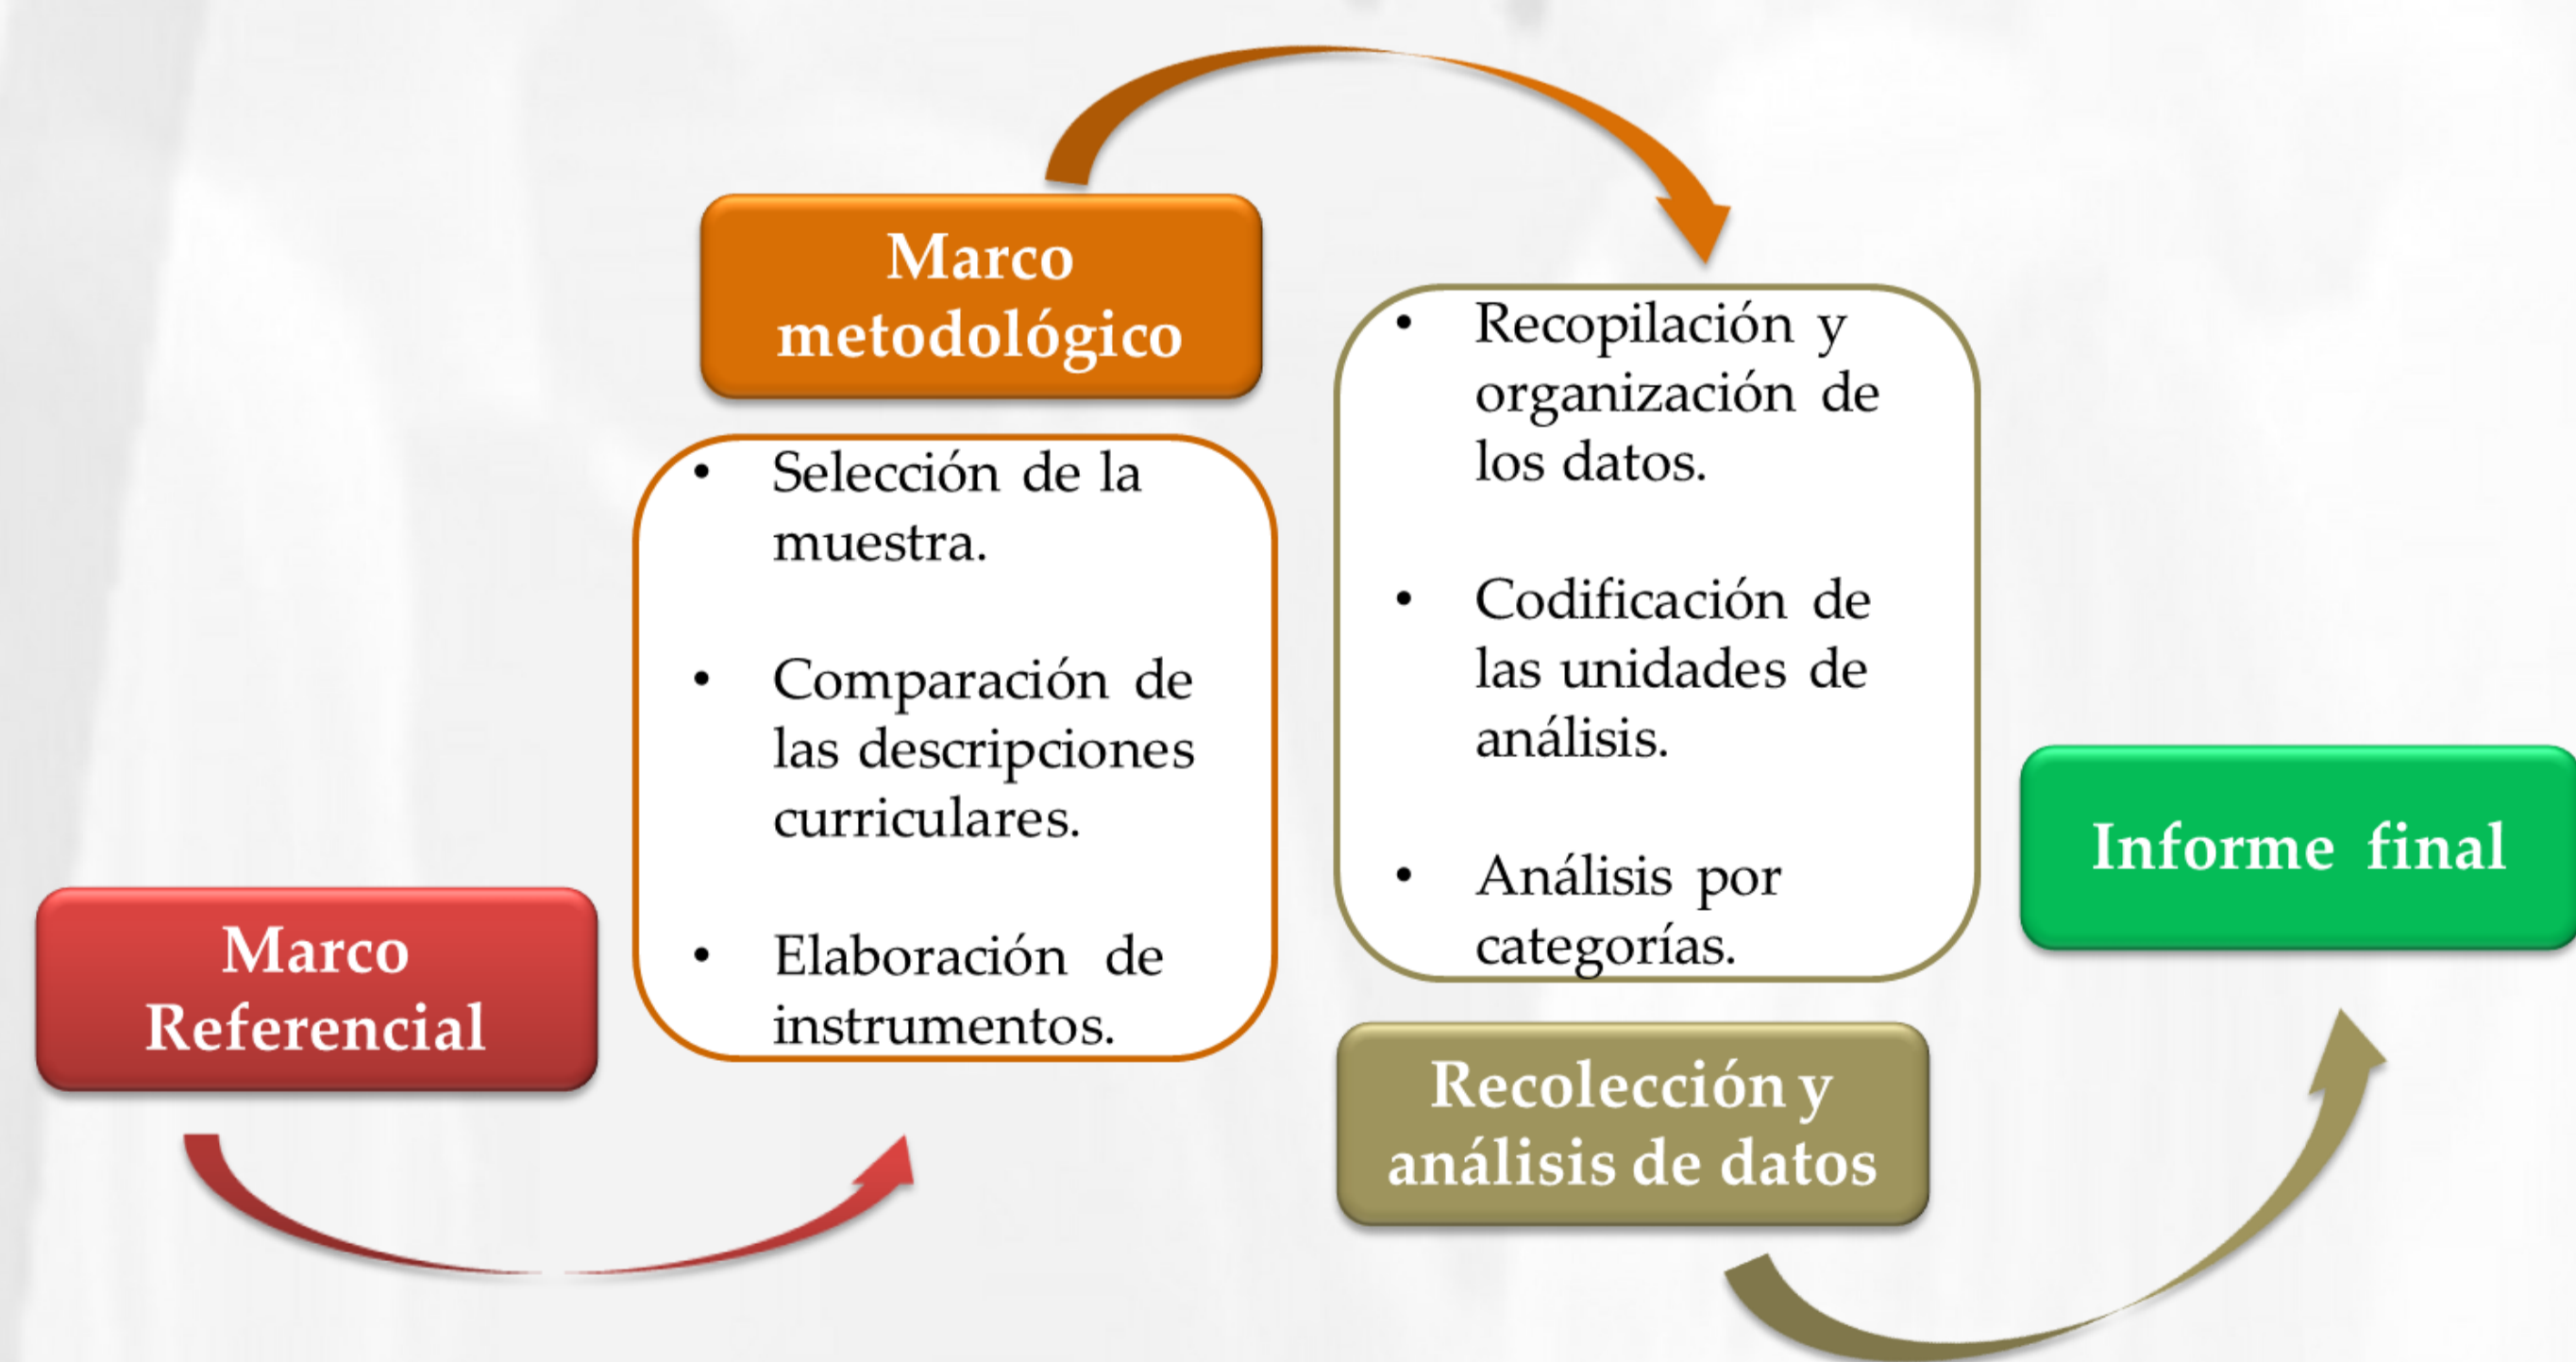 Marco
Referencial
Marco
metodológico
• Selección de la
muestra.
• Comparación de
las descripciones
curriculares.
• Elaboración de
instrumentos.
• Recopilación y
organización de
los datos.
• Codificación de
las unidades de
análisis.
• Análisis por
categorías.
Recolección y
análisis de datos
Informe final